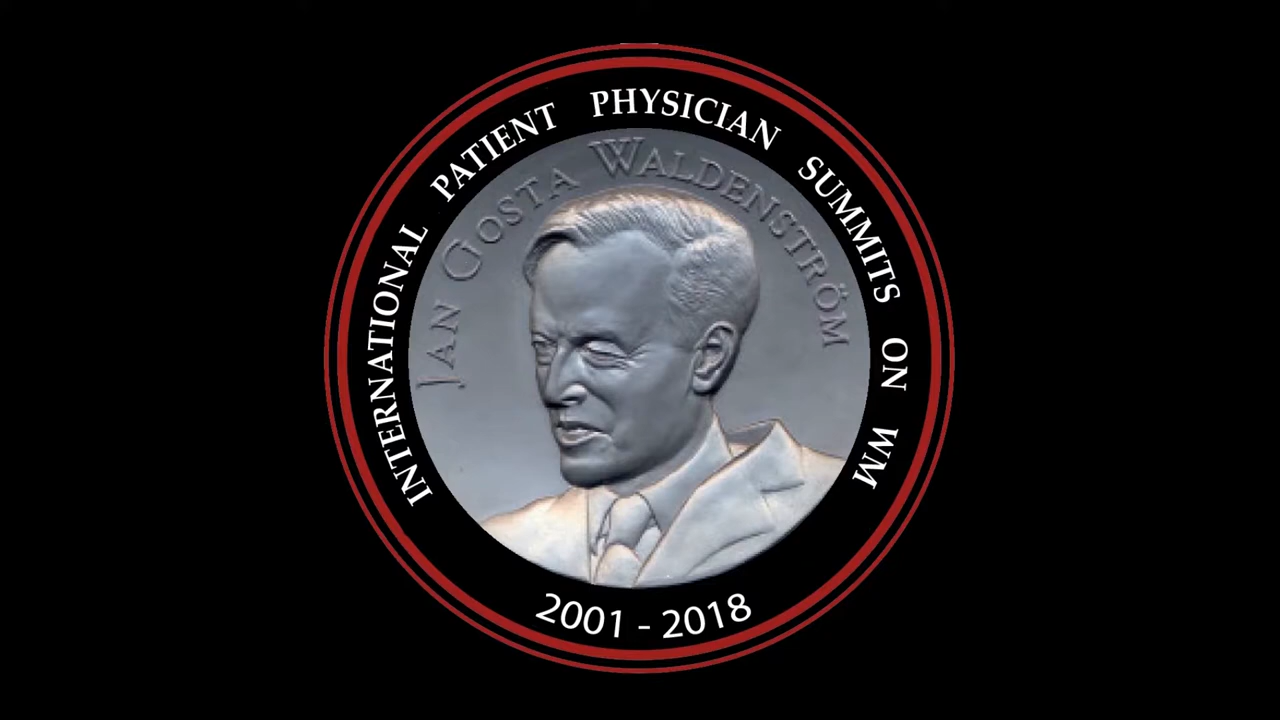 INTERNATIONAL PATIENT PHYSICIAN SUMMITS ON WM
JAN GOSTA WALDENSTRÖM
2001 - 2018